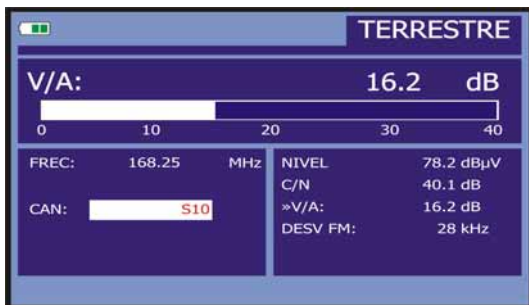 TERRESTRE
V/A: 16.2 dB
0 10 20 30 40
FREC: 168.25 MHz
CAN: S10
NIVEL 78.2 dBµV
C/N 40.1 dB
»V/A: 16.2 dB
DESV FM: 28 kHz